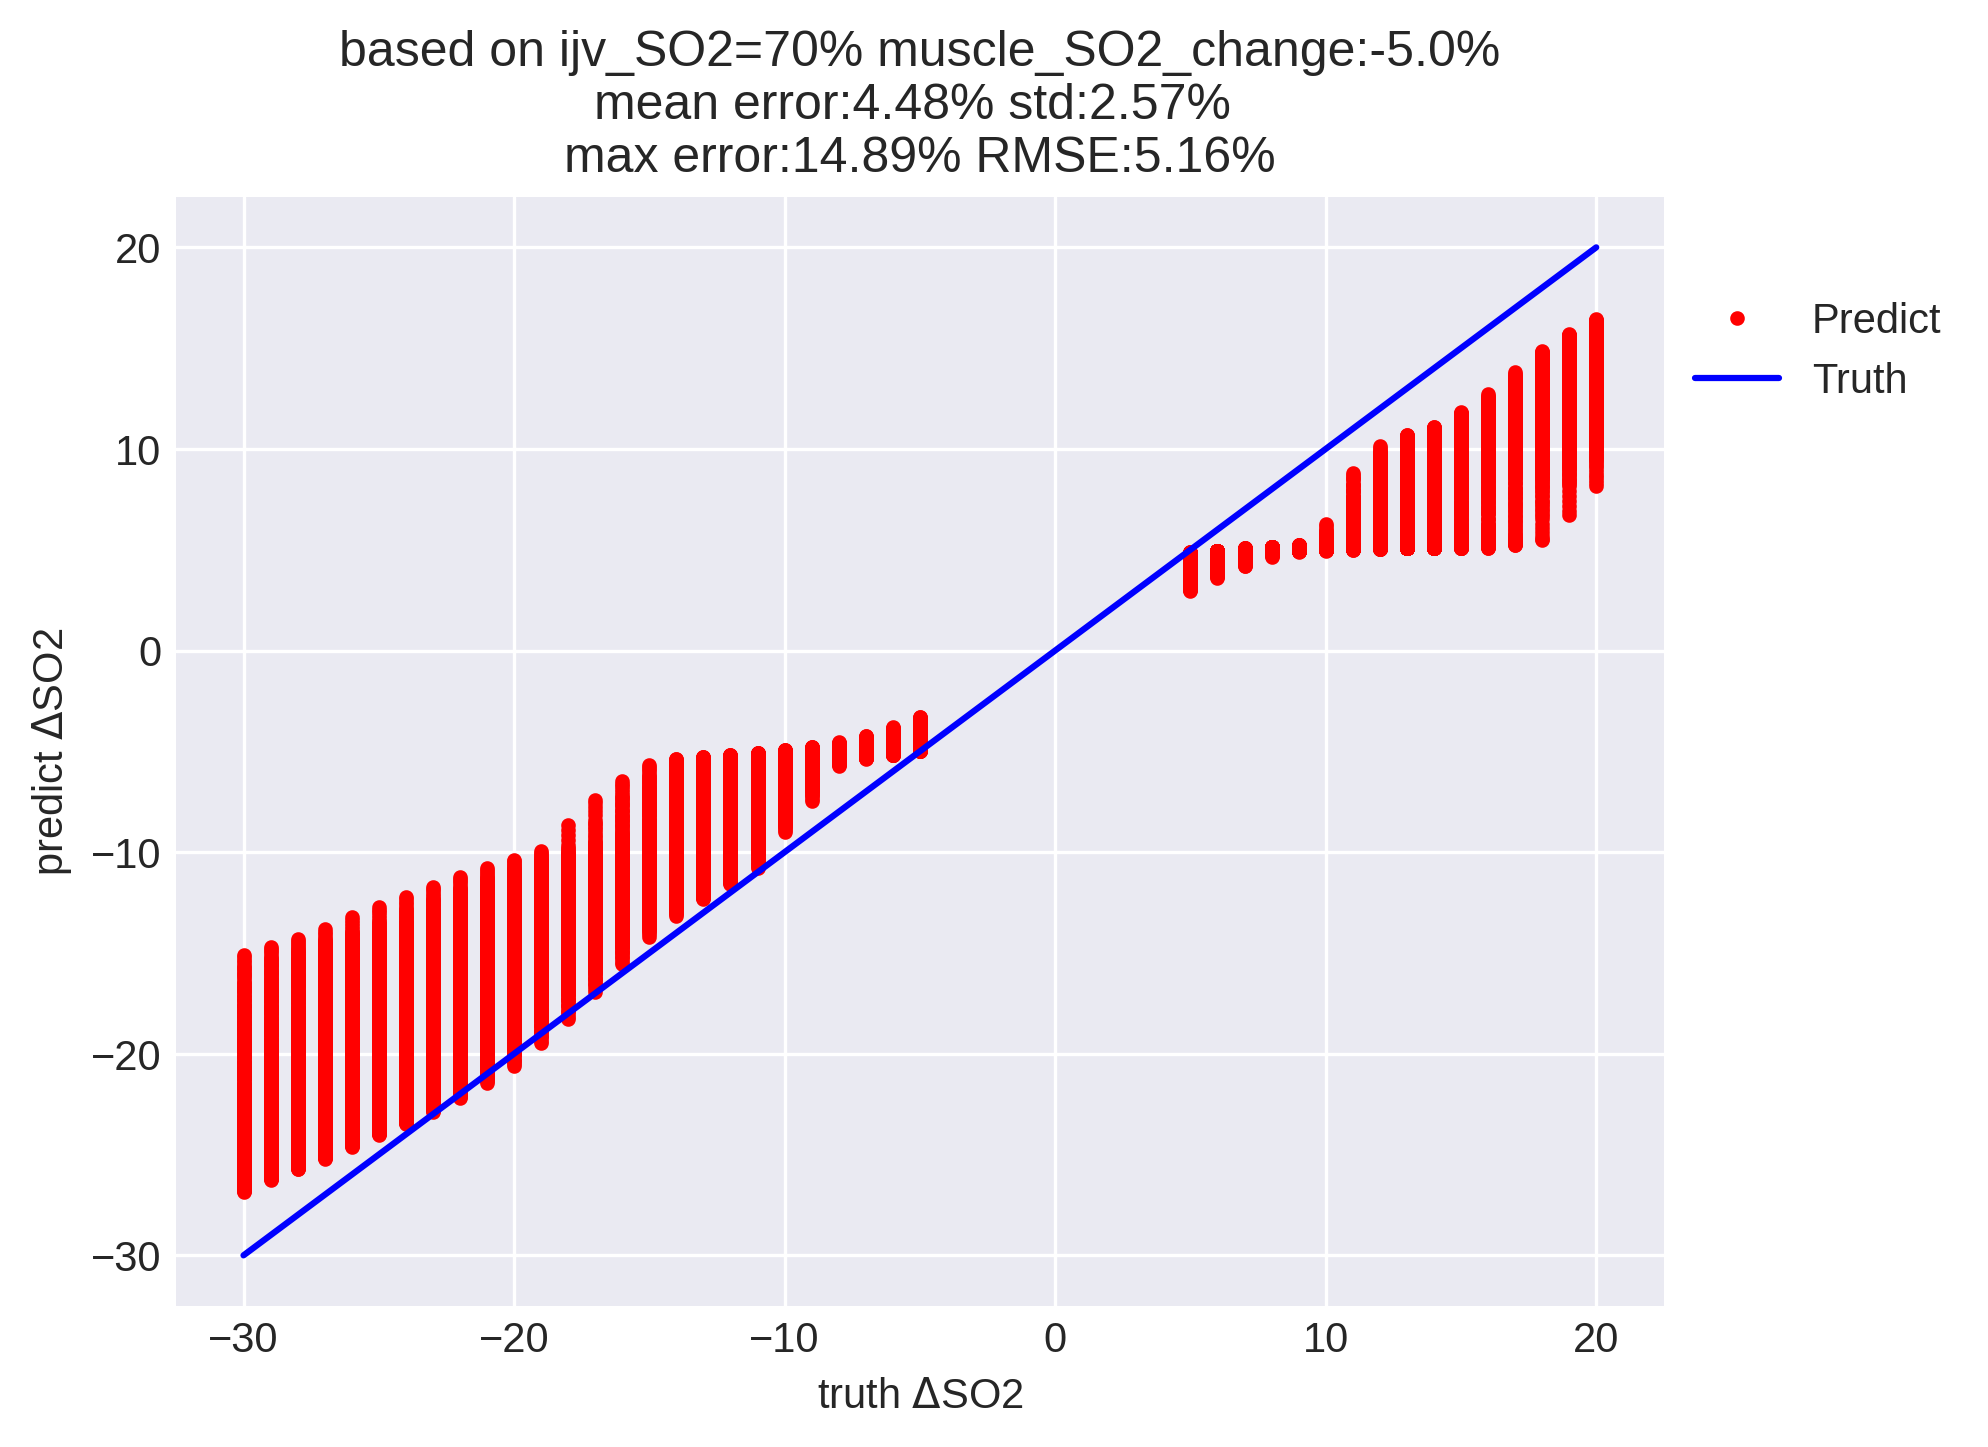 based on ijv_SO2=70% muscle_SO2_change:-5.0%
mean error:4.48% std:2.57%
max error:14.89% RMSE:5.16%
20
10
0
−10
−20
−30
predict ΔSO2
−30
−20
−10
0
10
20
truth ΔSO2
Predict
Truth